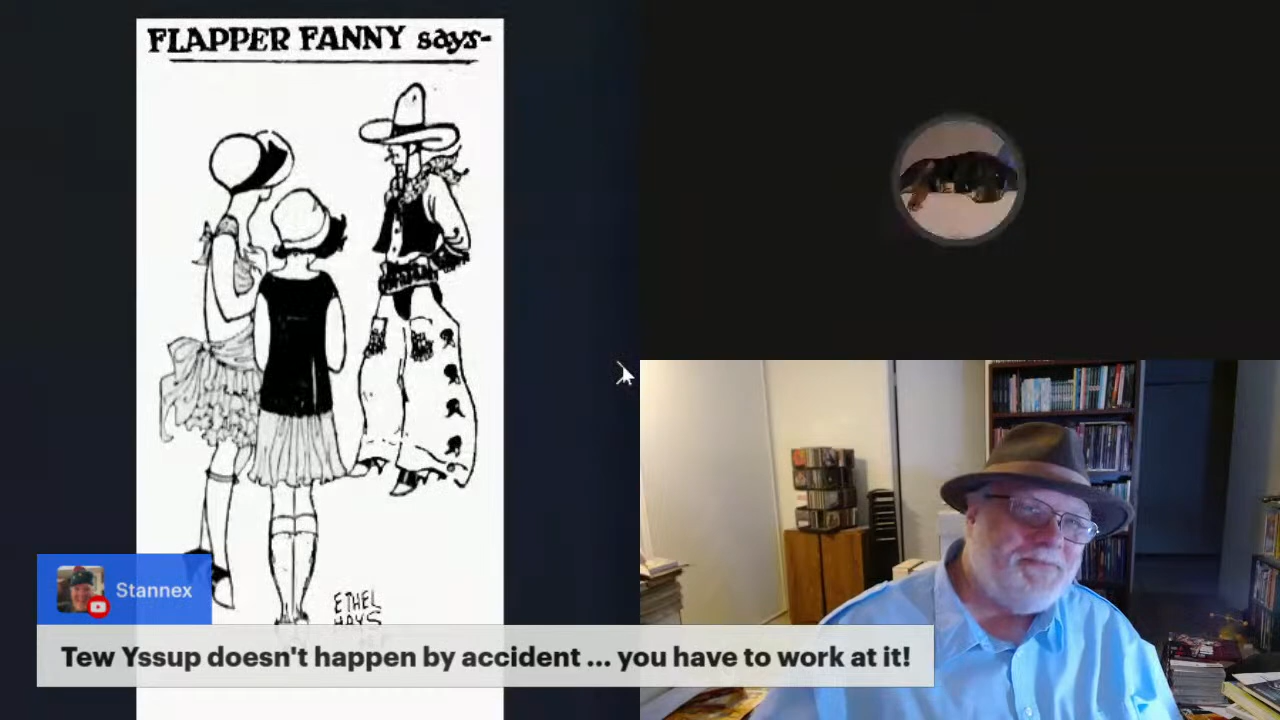 FLAPPER FANNY says-
ETHEL
HAYS
Stannex
Tew Yssup doesn't happen by accident ... you have to work at it!